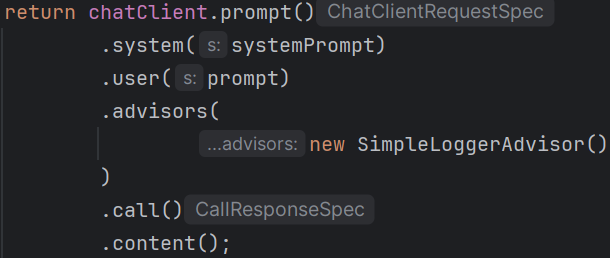 return chatClient.prompt() ChatClientRequestSpec
.system( s: systemPrompt)
.user( s: prompt)
.advisors(
...advisors: new SimpleLoggerAdvisor()
)
.call() CallResponseSpec
.content();